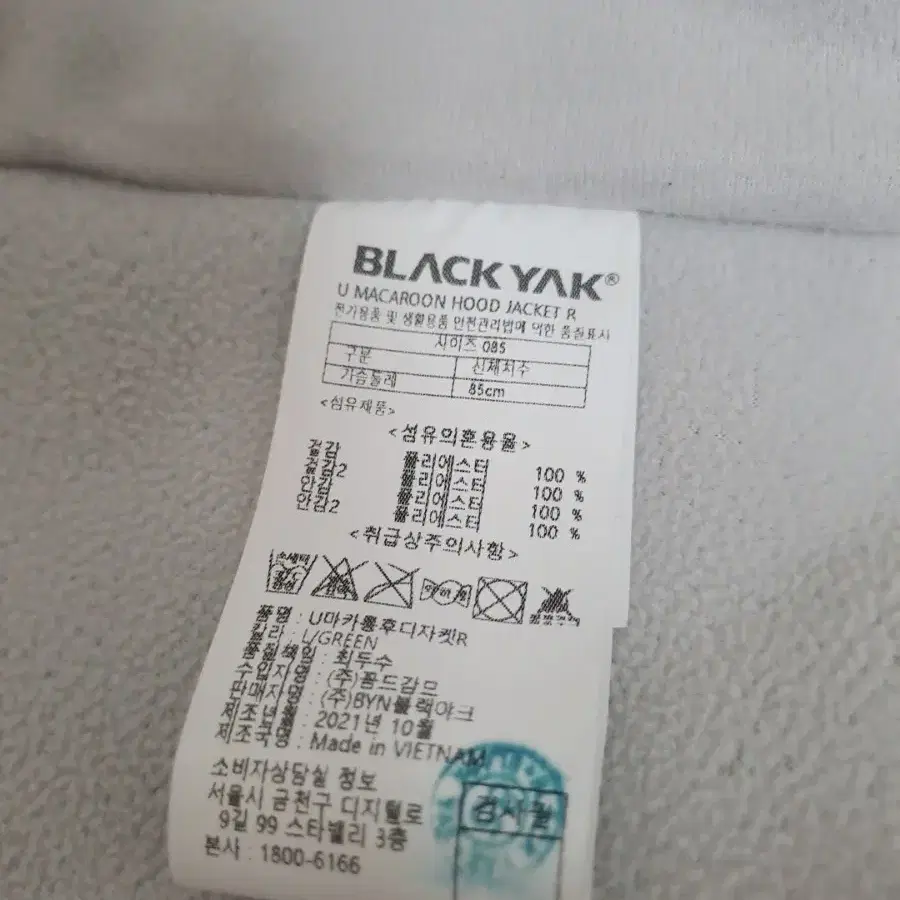 BLACK YAK®
U MACAROON HOOD JACKET R
전기용품 및 생활용품 안전관리법에 의한 품질표시
사이즈 085
구분 신체치수
가슴둘레 85cm
<섬유제품>
<섬유의혼용율>
겉감 폴리에스터 100 %
겉감2 폴리에스터 100 %
안감 폴리에스터 100 %
안감2 폴리에스터 100 %
<취급상주의사항>
품명 : U마카롱후디자켓R
칼라 : L/GREEN
품질책임 : 최두수
수입자명 : (주)폼드감므
판매자명 : (주)BYN블랙야크
제조년월 : 2021년 10월
제조국명 : Made in VIETNAM
소비자상담실 정보
서울시 금천구 디지털로
9길 99 스타밸리 3층
본사 : 1800-6166
검사필